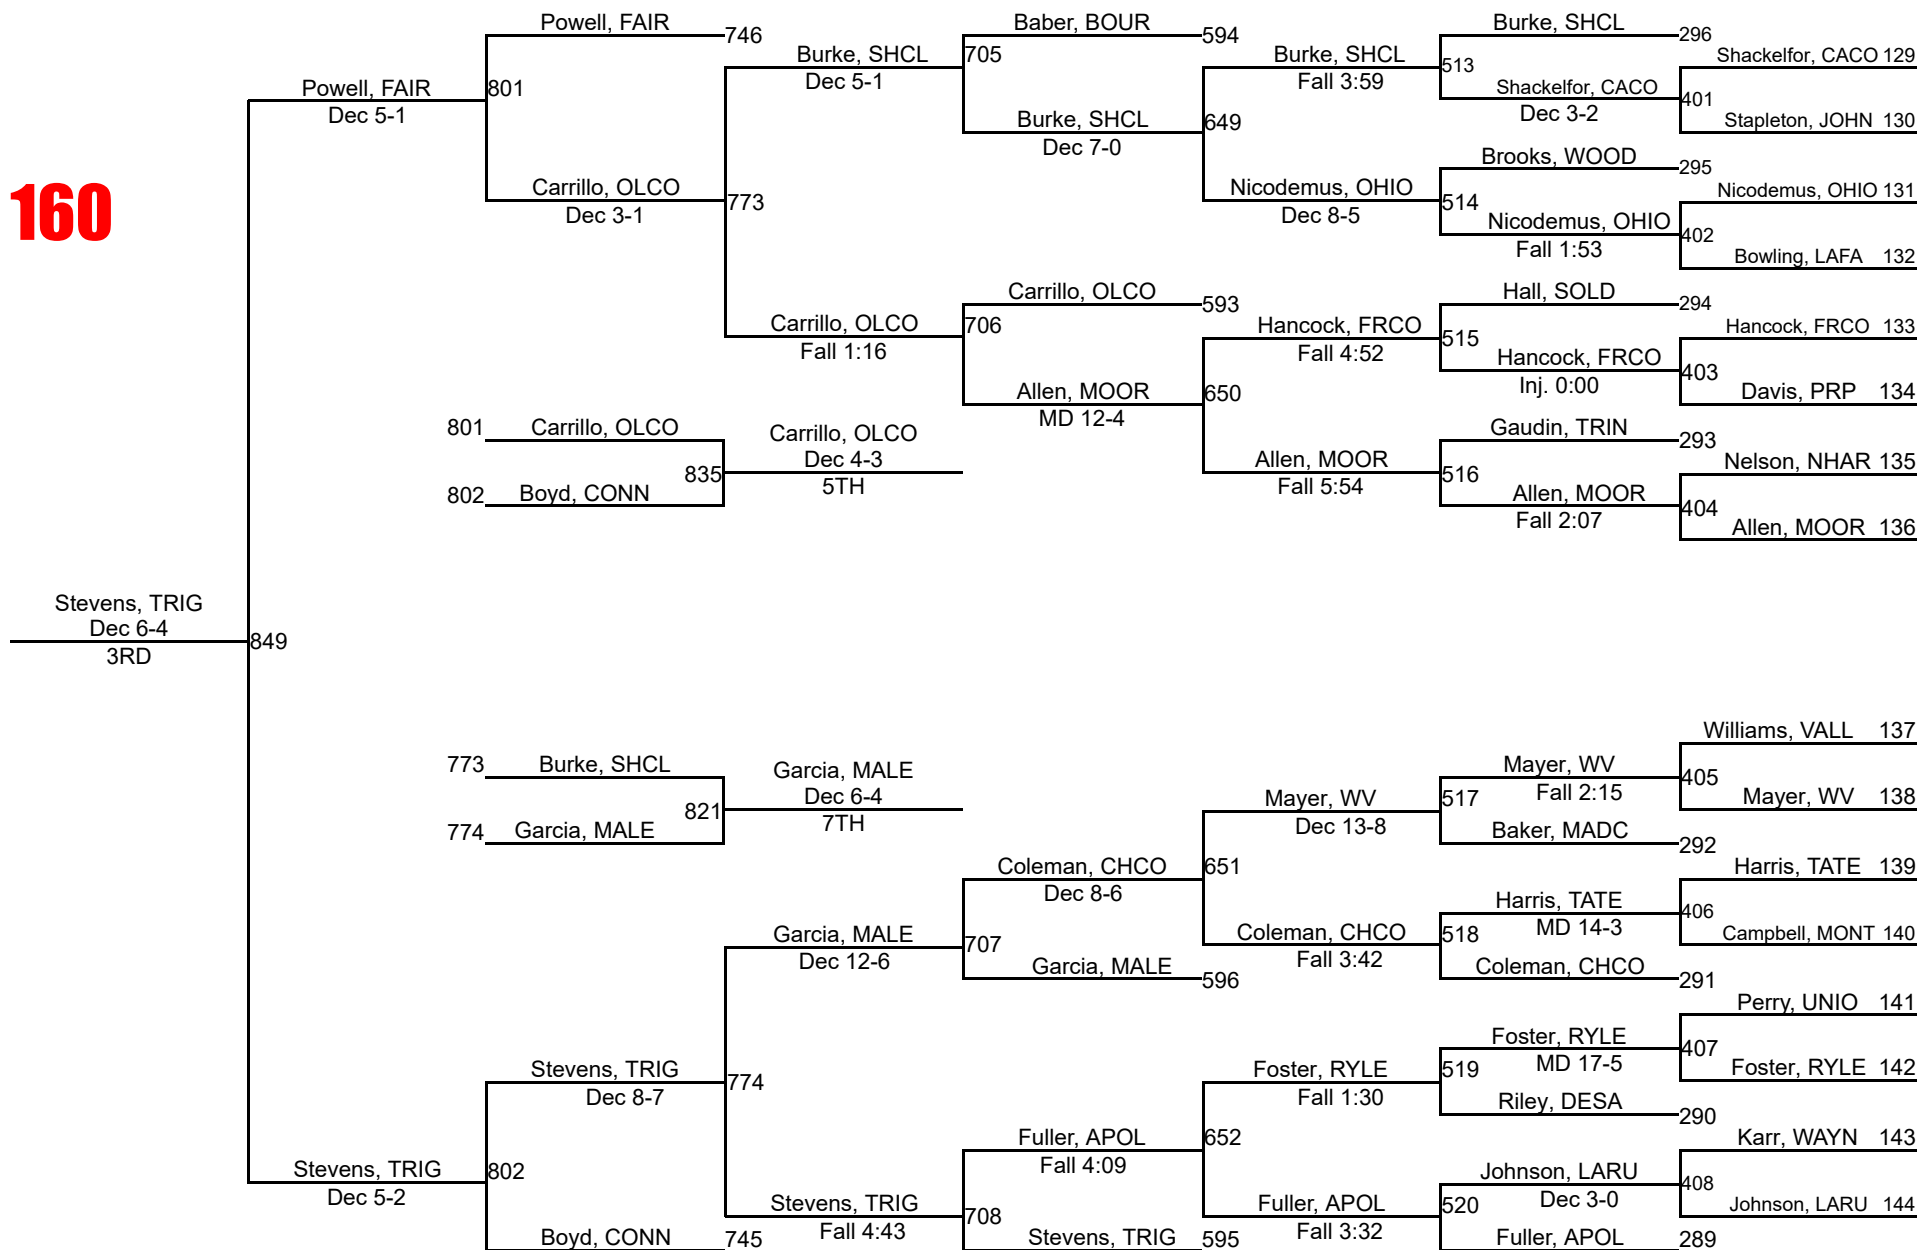 160
Powell, FAIR
746
Baber, BOUR
594
Burke, SHCL
296
Shackelfor, CACO 129
Burke, SHCL
Dec 5-1
705
Burke, SHCL
Fall 3:59
513
Shackelfor, CACO
Dec 3-2
401
Stapleton, JOHN 130
Powell, FAIR
Dec 5-1
801
Burke, SHCL
Dec 7-0
649
Brooks, WOOD
295
Nicodemus, OHIO 131
Carrillo, OLCO
Dec 3-1
773
Nicodemus, OHIO
Dec 8-5
514
Nicodemus, OHIO
Fall 1:53
402
Bowling, LAFA 132
Carrillo, OLCO
593
Hall, SOLD
294
Hancock, FRCO 133
Carrillo, OLCO
Fall 1:16
706
Hancock, FRCO
Fall 4:52
515
Hancock, FRCO
Inj. 0:00
403
Davis, PRP 134
Allen, MOOR
MD 12-4
650
801 Carrillo, OLCO
835
802 Boyd, CONN
Carrillo, OLCO
Dec 4-3
5TH
Gaudin, TRIN
293
Nelson, NHAR 135
Allen, MOOR
Fall 5:54
516
Allen, MOOR
Fall 2:07
404
Allen, MOOR 136
Stevens, TRIG
Dec 6-4
3RD
849
Williams, VALL 137
773 Burke, SHCL
821
774 Garcia, MALE
Garcia, MALE
Dec 6-4
7TH
Mayer, WV
Dec 13-8
517
Mayer, WV
Fall 2:15
405
Mayer, WV 138
Baker, MADC
292
Coleman, CHCO
Dec 8-6
651
Harris, TATE 139
Harris, TATE
MD 14-3
406
Campbell, MONT 140
Garcia, MALE
Dec 12-6
707
Coleman, CHCO
Fall 3:42
518
Coleman, CHCO
291
Garcia, MALE
596
Perry, UNIO 141
Stevens, TRIG
Dec 8-7
774
Foster, RYLE
Fall 1:30
519
Foster, RYLE
MD 17-5
407
Foster, RYLE 142
Riley, DESA
290
Fuller, APOL
Fall 4:09
652
Karr, WAYN 143
Stevens, TRIG
Dec 5-2
802
Johnson, LARU
Dec 3-0
408
Johnson, LARU 144
Stevens, TRIG
Fall 4:43
708
Fuller, APOL
Fall 3:32
520
Boyd, CONN
745
Stevens, TRIG
595
Fuller, APOL
289